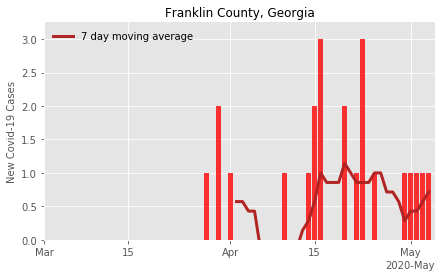 Franklin County, Georgia
7 day moving average
New Covid-19 Cases
3.0
2.5
2.0
1.5
1.0
0.5
0.0
Mar 15 Apr 15 May
2020-May